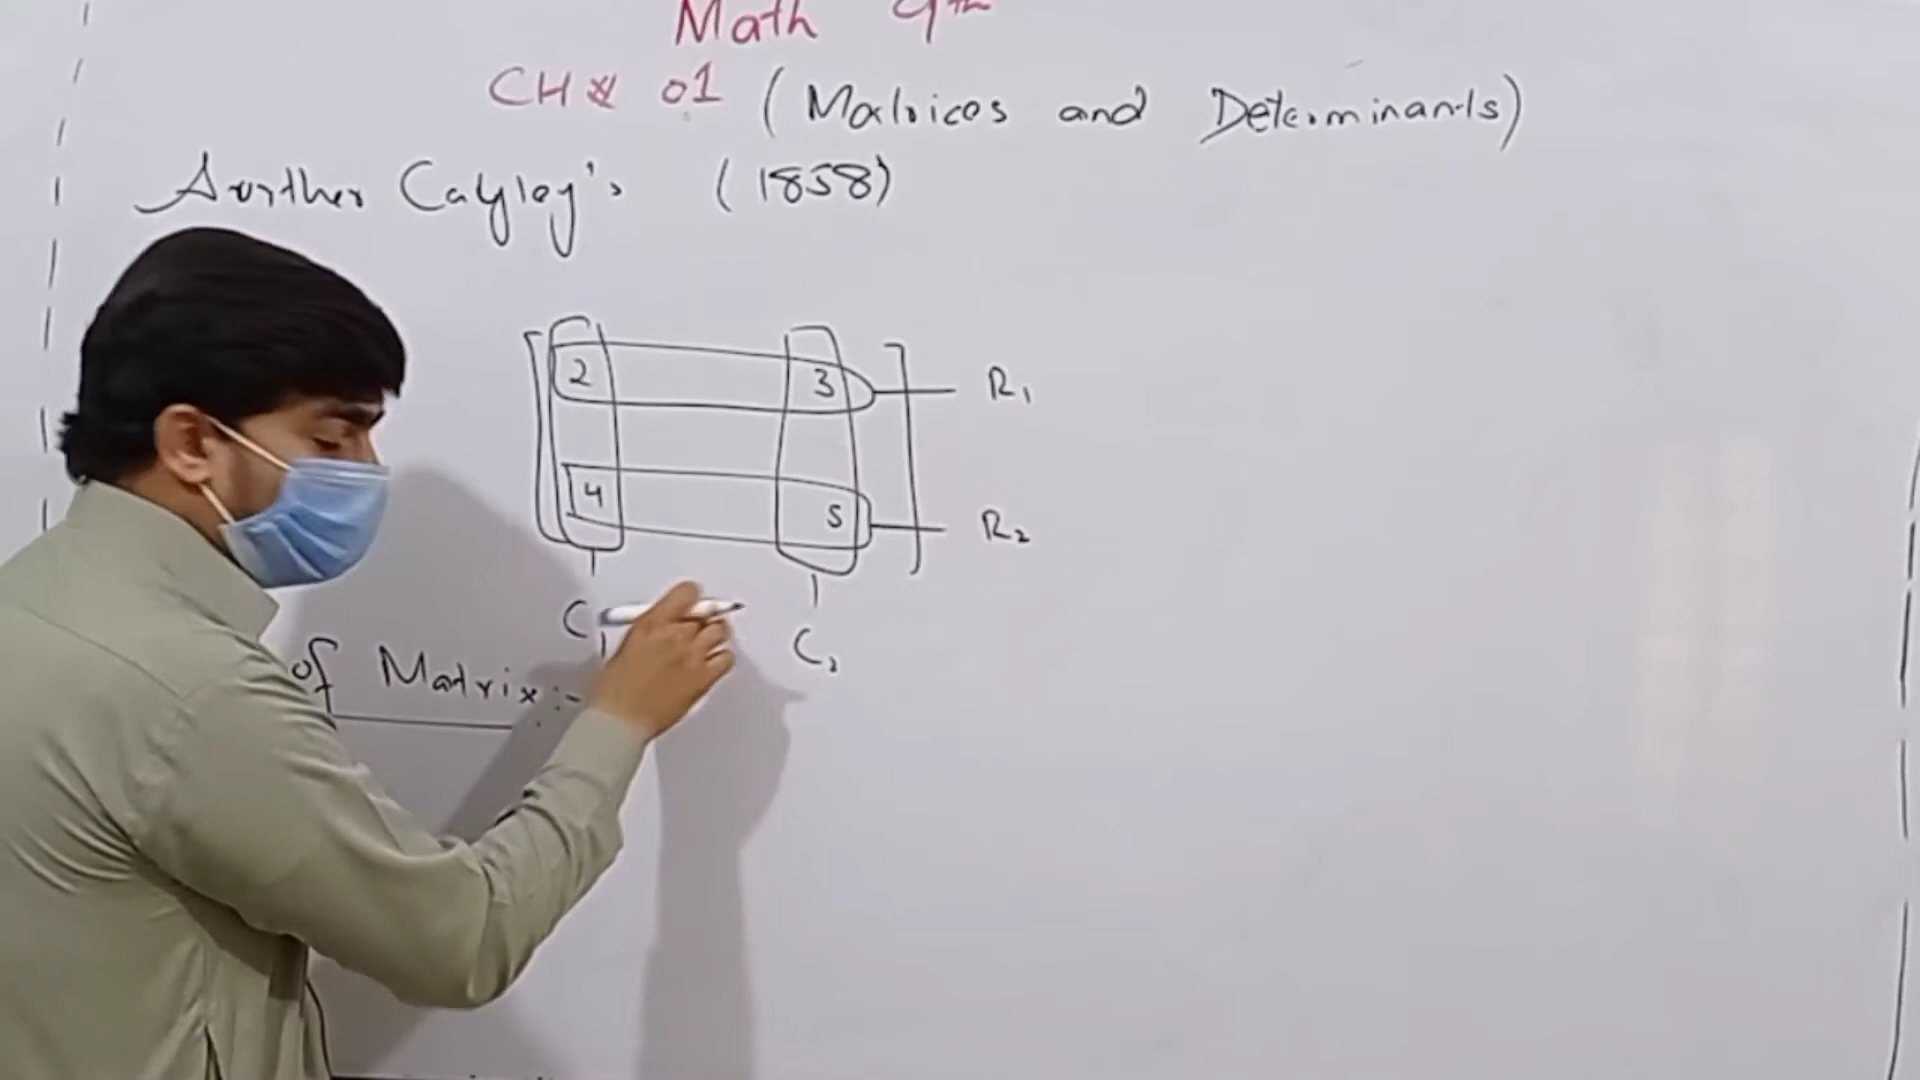 Math 9th
CH# 01 (Matrices and Determinants)
Aurther Cayley's (1858)
2 3 R1
4 5 R2
C1 C2
of Matrix:-